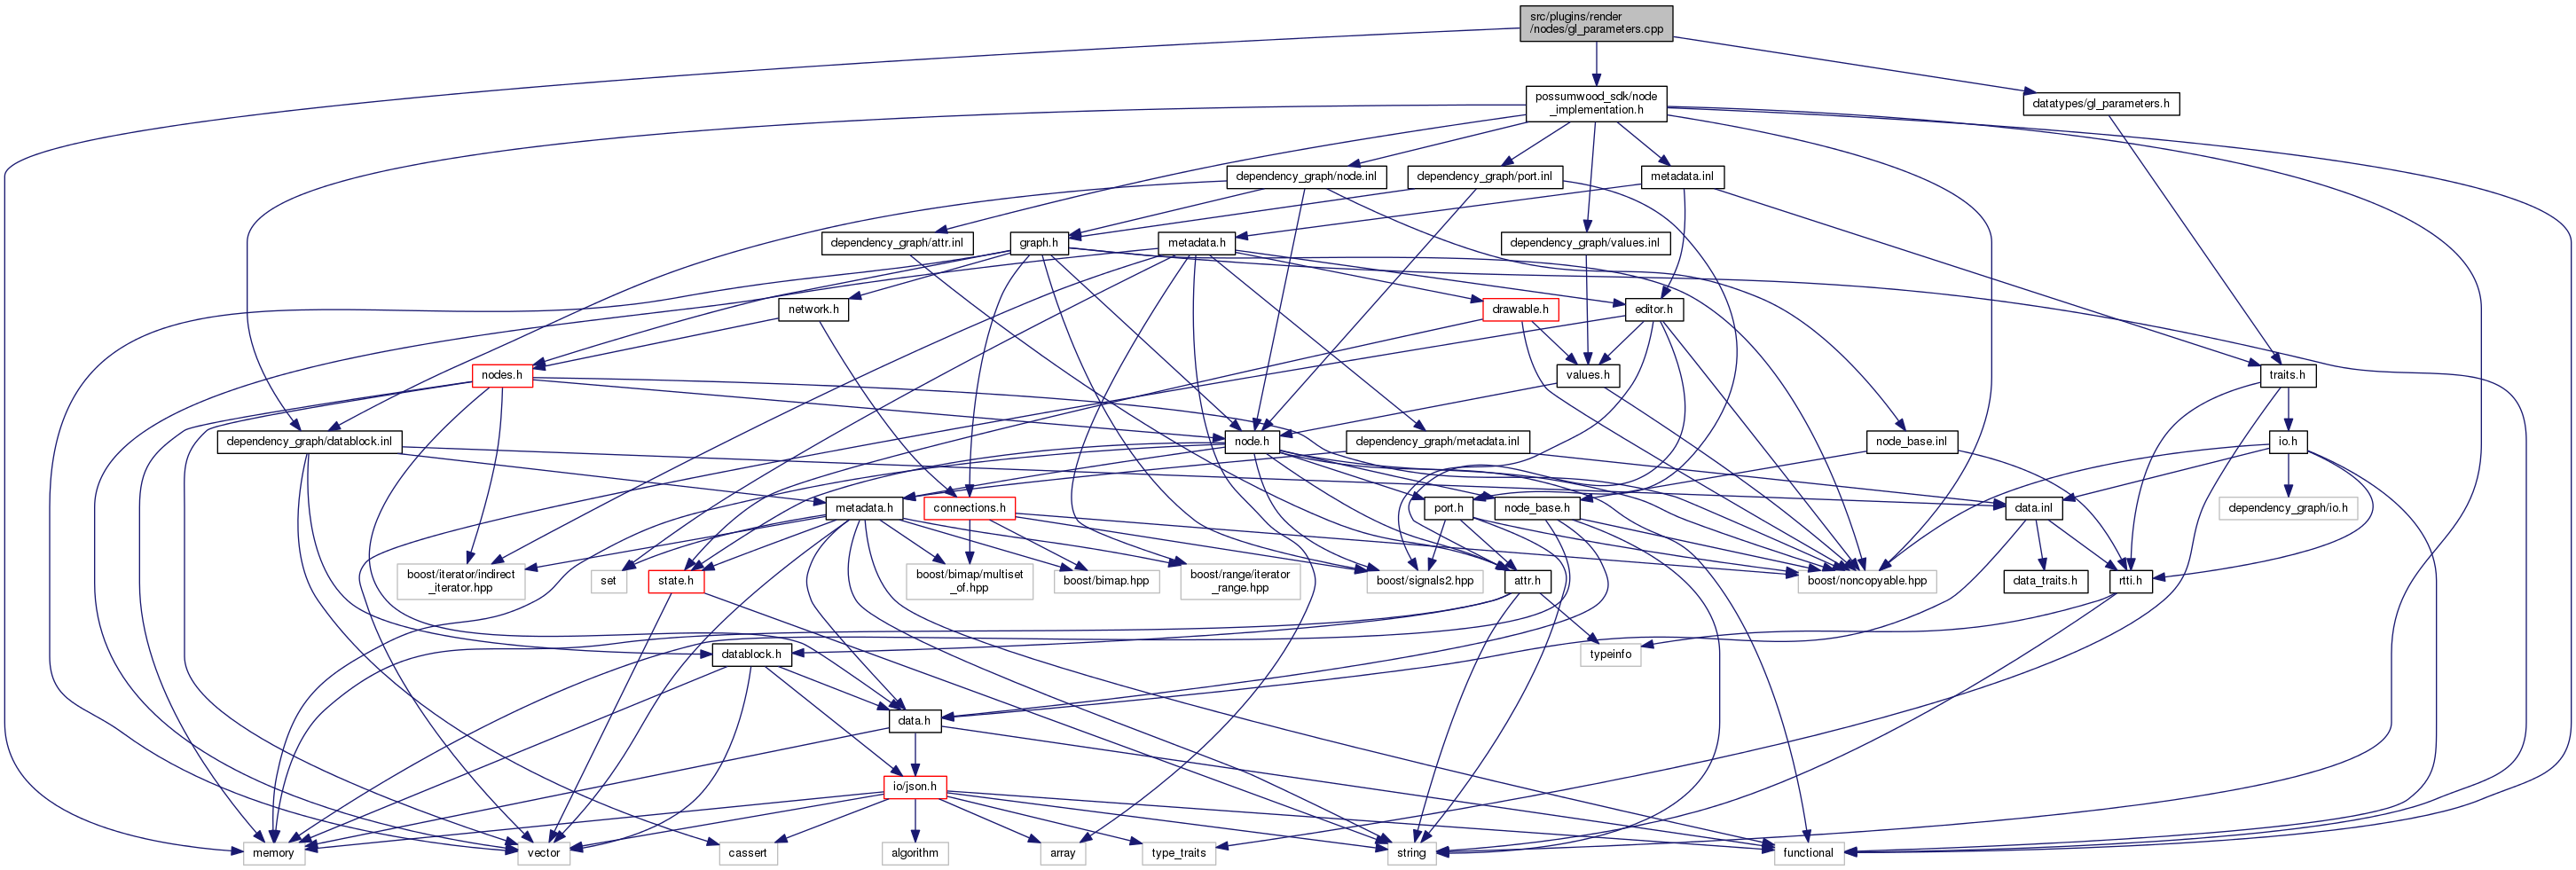 src/plugins/render
/nodes/gl_parameters.cpp
possumwood_sdk/node
_implementation.h
datatypes/gl_parameters.h
dependency_graph/node.inl
dependency_graph/port.inl
metadata.inl
dependency_graph/attr.inl
graph.h
metadata.h
dependency_graph/values.inl
network.h
drawable.h
editor.h
nodes.h
values.h
traits.h
dependency_graph/datablock.inl
node.h
dependency_graph/metadata.inl
node_base.inl
io.h
metadata.h
connections.h
port.h
node_base.h
data.inl
dependency_graph/io.h
boost/iterator/indirect
_iterator.hpp
set
state.h
boost/bimap/multiset
_of.hpp
boost/bimap.hpp
boost/range/iterator
_range.hpp
boost/signals2.hpp
attr.h
boost/noncopyable.hpp
data_traits.h
rtti.h
datablock.h
typeinfo
data.h
io/json.h
memory
vector
cassert
algorithm
array
type_traits
string
functional